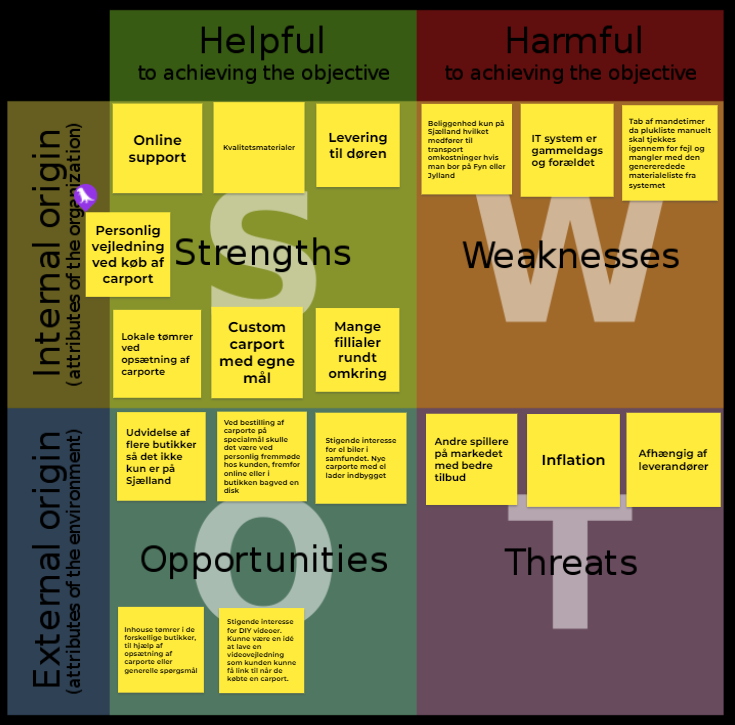 Helpful
to achieving the objective
Harmful
to achieving the objective
Internal origin
(attributes of the organization)
Online
support
Kvalitetsmaterialer
Levering
til døren
Personlig
vejledning
ved køb af
carport
S
Strengths
Lokale tømrer
ved
opsætning af
carporte
Custom
carport
med egne
mål
Mange
fillialer
rundt
omkring
Beliggenhed kun på
Sjælland hvilket
medfører til
transport
omkostninger hvis
man bor på Fyn eller
Jylland
IT system er
gammeldags
og forældet
Tab af mandetimer
da plukliste manuelt
skal tjekkes
igennem for fejl og
mangler med den
genereredede
materialeliste fra
systemet
W
Weaknesses
External origin
(attributes of the environment)
Udvidelse af
flere butikker
så det ikke
kun er på
Sjælland
Ved bestilling af
carporte på
specialmål skulle
det være ved
personlig fremmøde
hos kunden, fremfor
online eller i
butikken bagved en
disk
Stigende interesse
for el biler i
samfundet. Nye
carporte med el
lader indbygget
O
Opportunities
Inhouse tømrer i de
forskellige butikker,
til hjælp af
opsætning af
carporte eller
generelle spørgsmål
Stigende interesse
for DIY videoer.
Kunne være en idé
at lave en
videovejledning
som kunden kunne
få link til når de
købte en carport.
Andre spillere
på markedet
med bedre
tilbud
Inflation
Afhængig af
leverandører
T
Threats